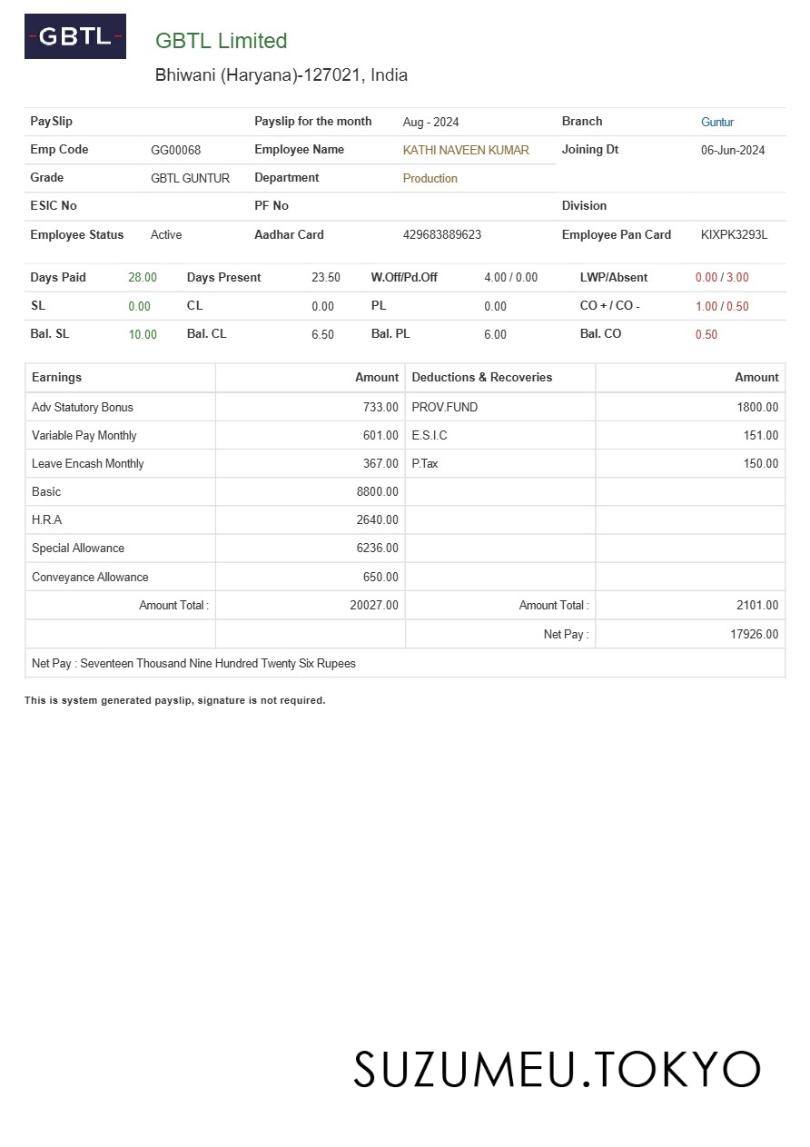 -GBTL-
GBTL Limited
Bhiwani (Haryana)-127021, India
PaySlip Payslip for the month Aug - 2024 Branch Guntur
Emp Code GG00068 Employee Name KATHI NAVEEN KUMAR Joining Dt 06-Jun-2024
Grade GBTL GUNTUR Department Production
ESIC No PF No Division
Employee Status Active Aadhar Card 429683889623 Employee Pan Card KIXPK3293L
Days Paid 28.00 Days Present 23.50 W.Off/Pd.Off 4.00 / 0.00 LWP/Absent 0.00 / 3.00
SL 0.00 CL 0.00 PL 0.00 CO + / CO - 1.00 / 0.50
Bal. SL 10.00 Bal. CL 6.50 Bal. PL 6.00 Bal. CO 0.50
Earnings Amount Deductions & Recoveries Amount
Adv Statutory Bonus 733.00 PROV.FUND 1800.00
Variable Pay Monthly 601.00 E.S.I.C 151.00
Leave Encash Monthly 367.00 P.Tax 150.00
Basic 8800.00
H.R.A 2640.00
Special Allowance 6236.00
Conveyance Allowance 650.00
Amount Total : 20027.00 Amount Total : 2101.00
Net Pay : 17926.00
Net Pay : Seventeen Thousand Nine Hundred Twenty Six Rupees
This is system generated payslip, signature is not required.
SUZUMEU.TOKYO